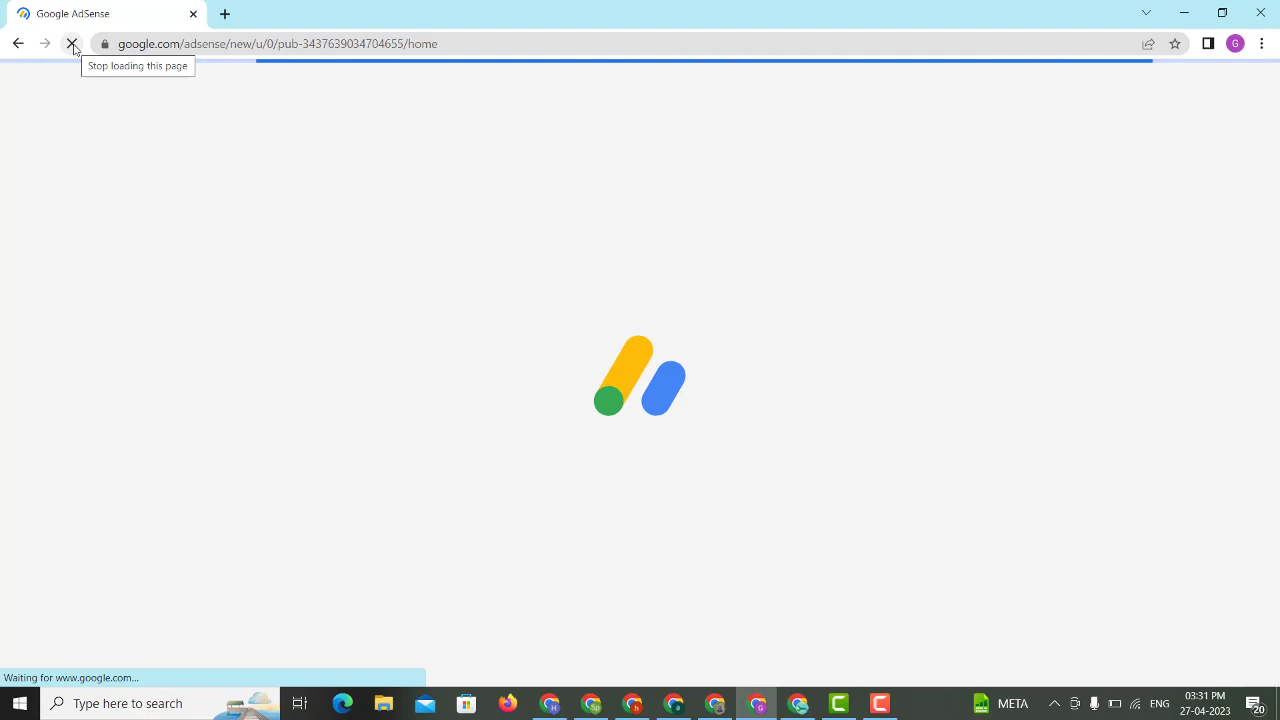 Google AdSense
google.com/adsense/new/u/0/pub-3437639034704655/home
G
Stop loading this page
Waiting for www.google.com...
Type here to search
H
Sp
h
a
G
META
ENG
03:31 PM
27-04-2023
20